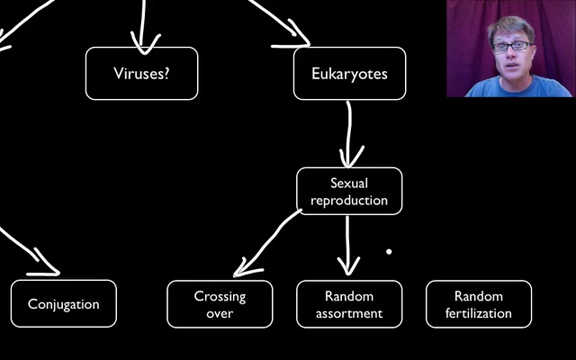 Viruses?
Eukaryotes
Sexual
reproduction
Conjugation
Crossing
over
Random
assortment
Random
fertilization